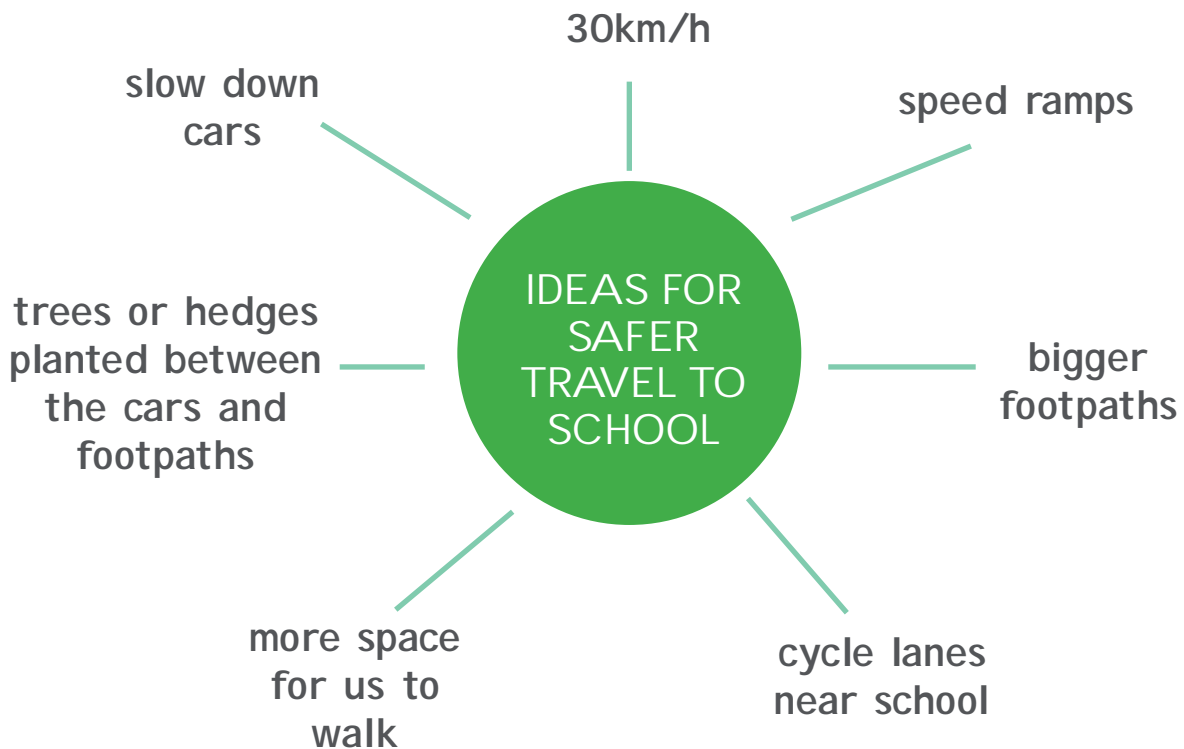 30km/h
slow down
cars
speed ramps
IDEAS FOR
SAFER
TRAVEL TO
SCHOOL
trees or hedges
planted between
the cars and
footpaths
bigger
footpaths
more space
for us to
walk
cycle lanes
near school